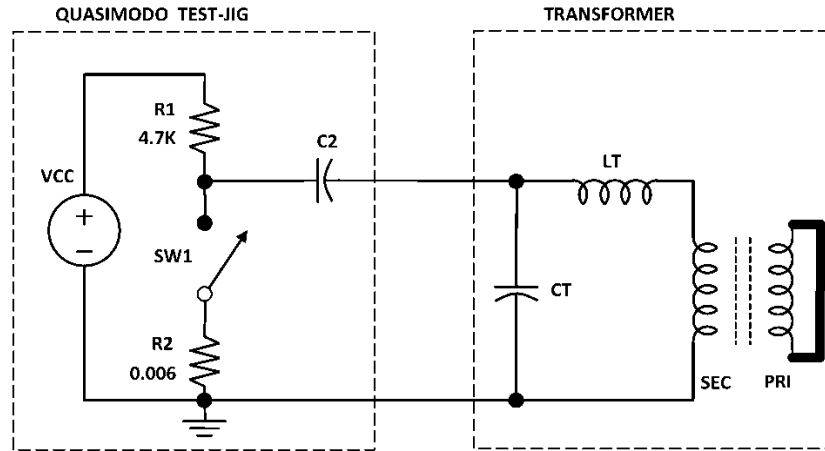 QUASIMODO TEST-JIG
TRANSFORMER
R1
4.7K
C2
LT
VCC
+
−
SW1
CT
R2
0.006
SEC
PRI